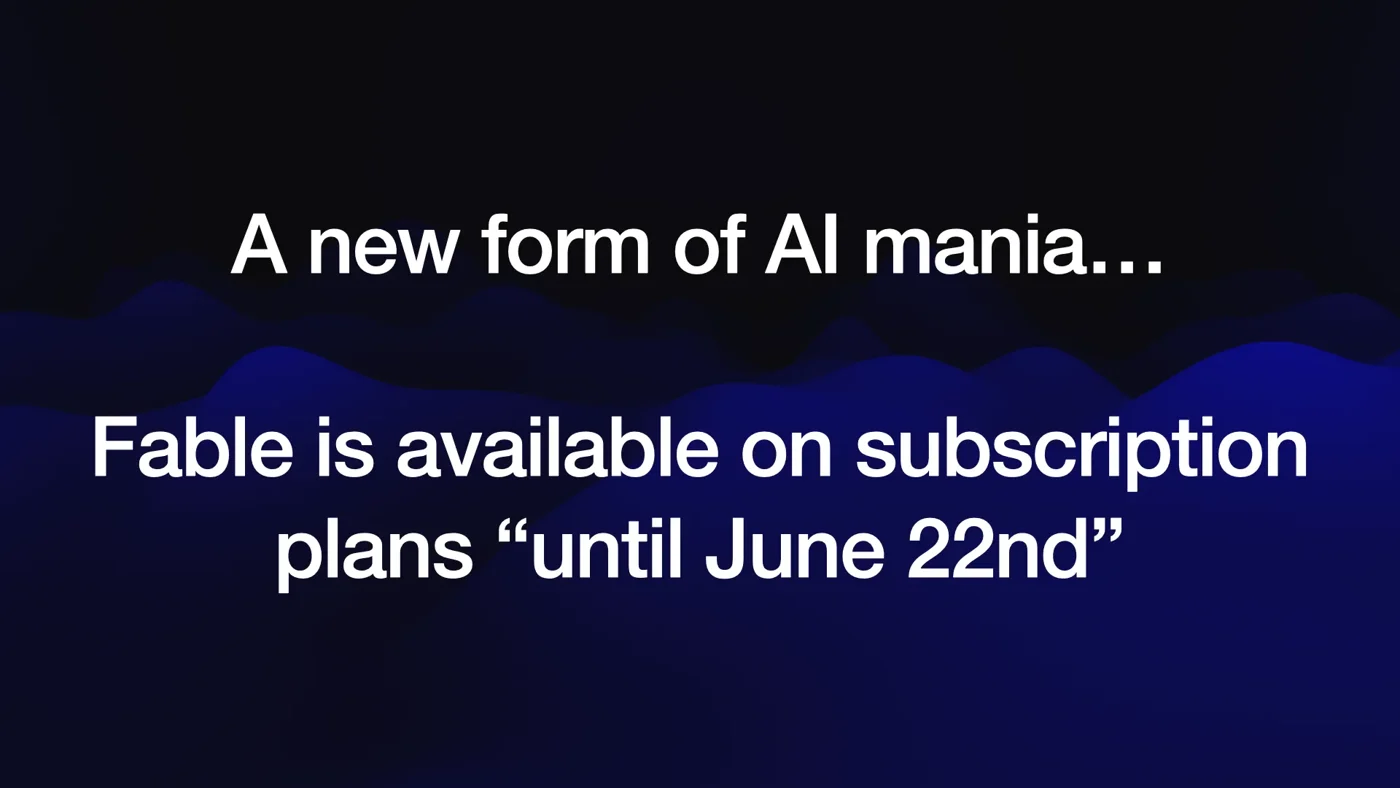 A new form of AI mania…
Fable is available on subscription
plans “until June 22nd”